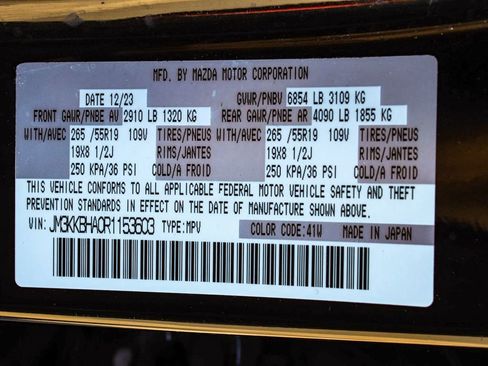 MFD. BY MAZDA MOTOR CORPORATION
DATE 12/23 GVWR/PNBV 6854 LB 3109 KG
FRONT GAWR/PNBE AV 2910 LB 1320 KG REAR GAWR/PNBE AR 4090 LB 1855 KG
WITH/AVEC 265 /55R19 109V TIRES/PNEUS WITH/AVEC 265 /55R19 109V TIRES/PNEUS
19X8 1/2J RIMS/JANTES 19X8 1/2J RIMS/JANTES
250 KPA/36 PSI COLD/A FROID 250 KPA/36 PSI COLD/A FROID
THIS VEHICLE CONFORMS TO ALL APPLICABLE FEDERAL MOTOR VEHICLE SAFETY AND THEFT
PREVENTION STANDARDS IN EFFECT ON THE DATE OF MANUFACTURE SHOWN ABOVE.
VIN: JM3KKBHA0R1153603 TYPE:MPV COLOR CODE:41W MADE IN JAPAN